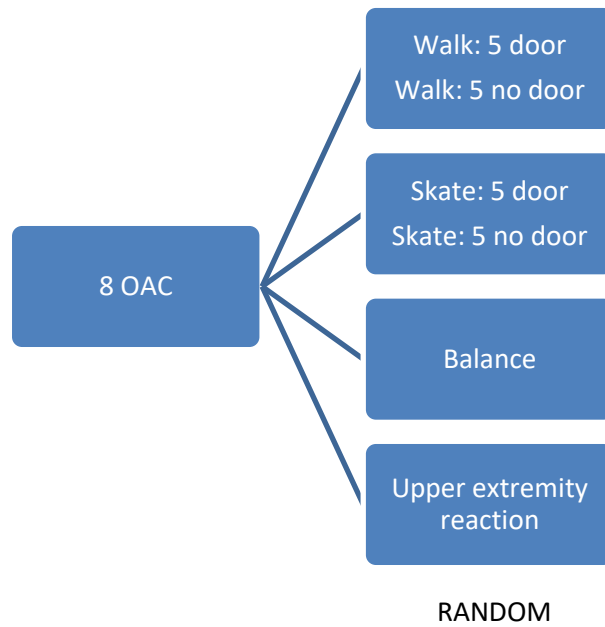 Walk: 5 door
Walk: 5 no door
Skate: 5 door
Skate: 5 no door
8 OAC
Balance
Upper extremity
reaction
RANDOM